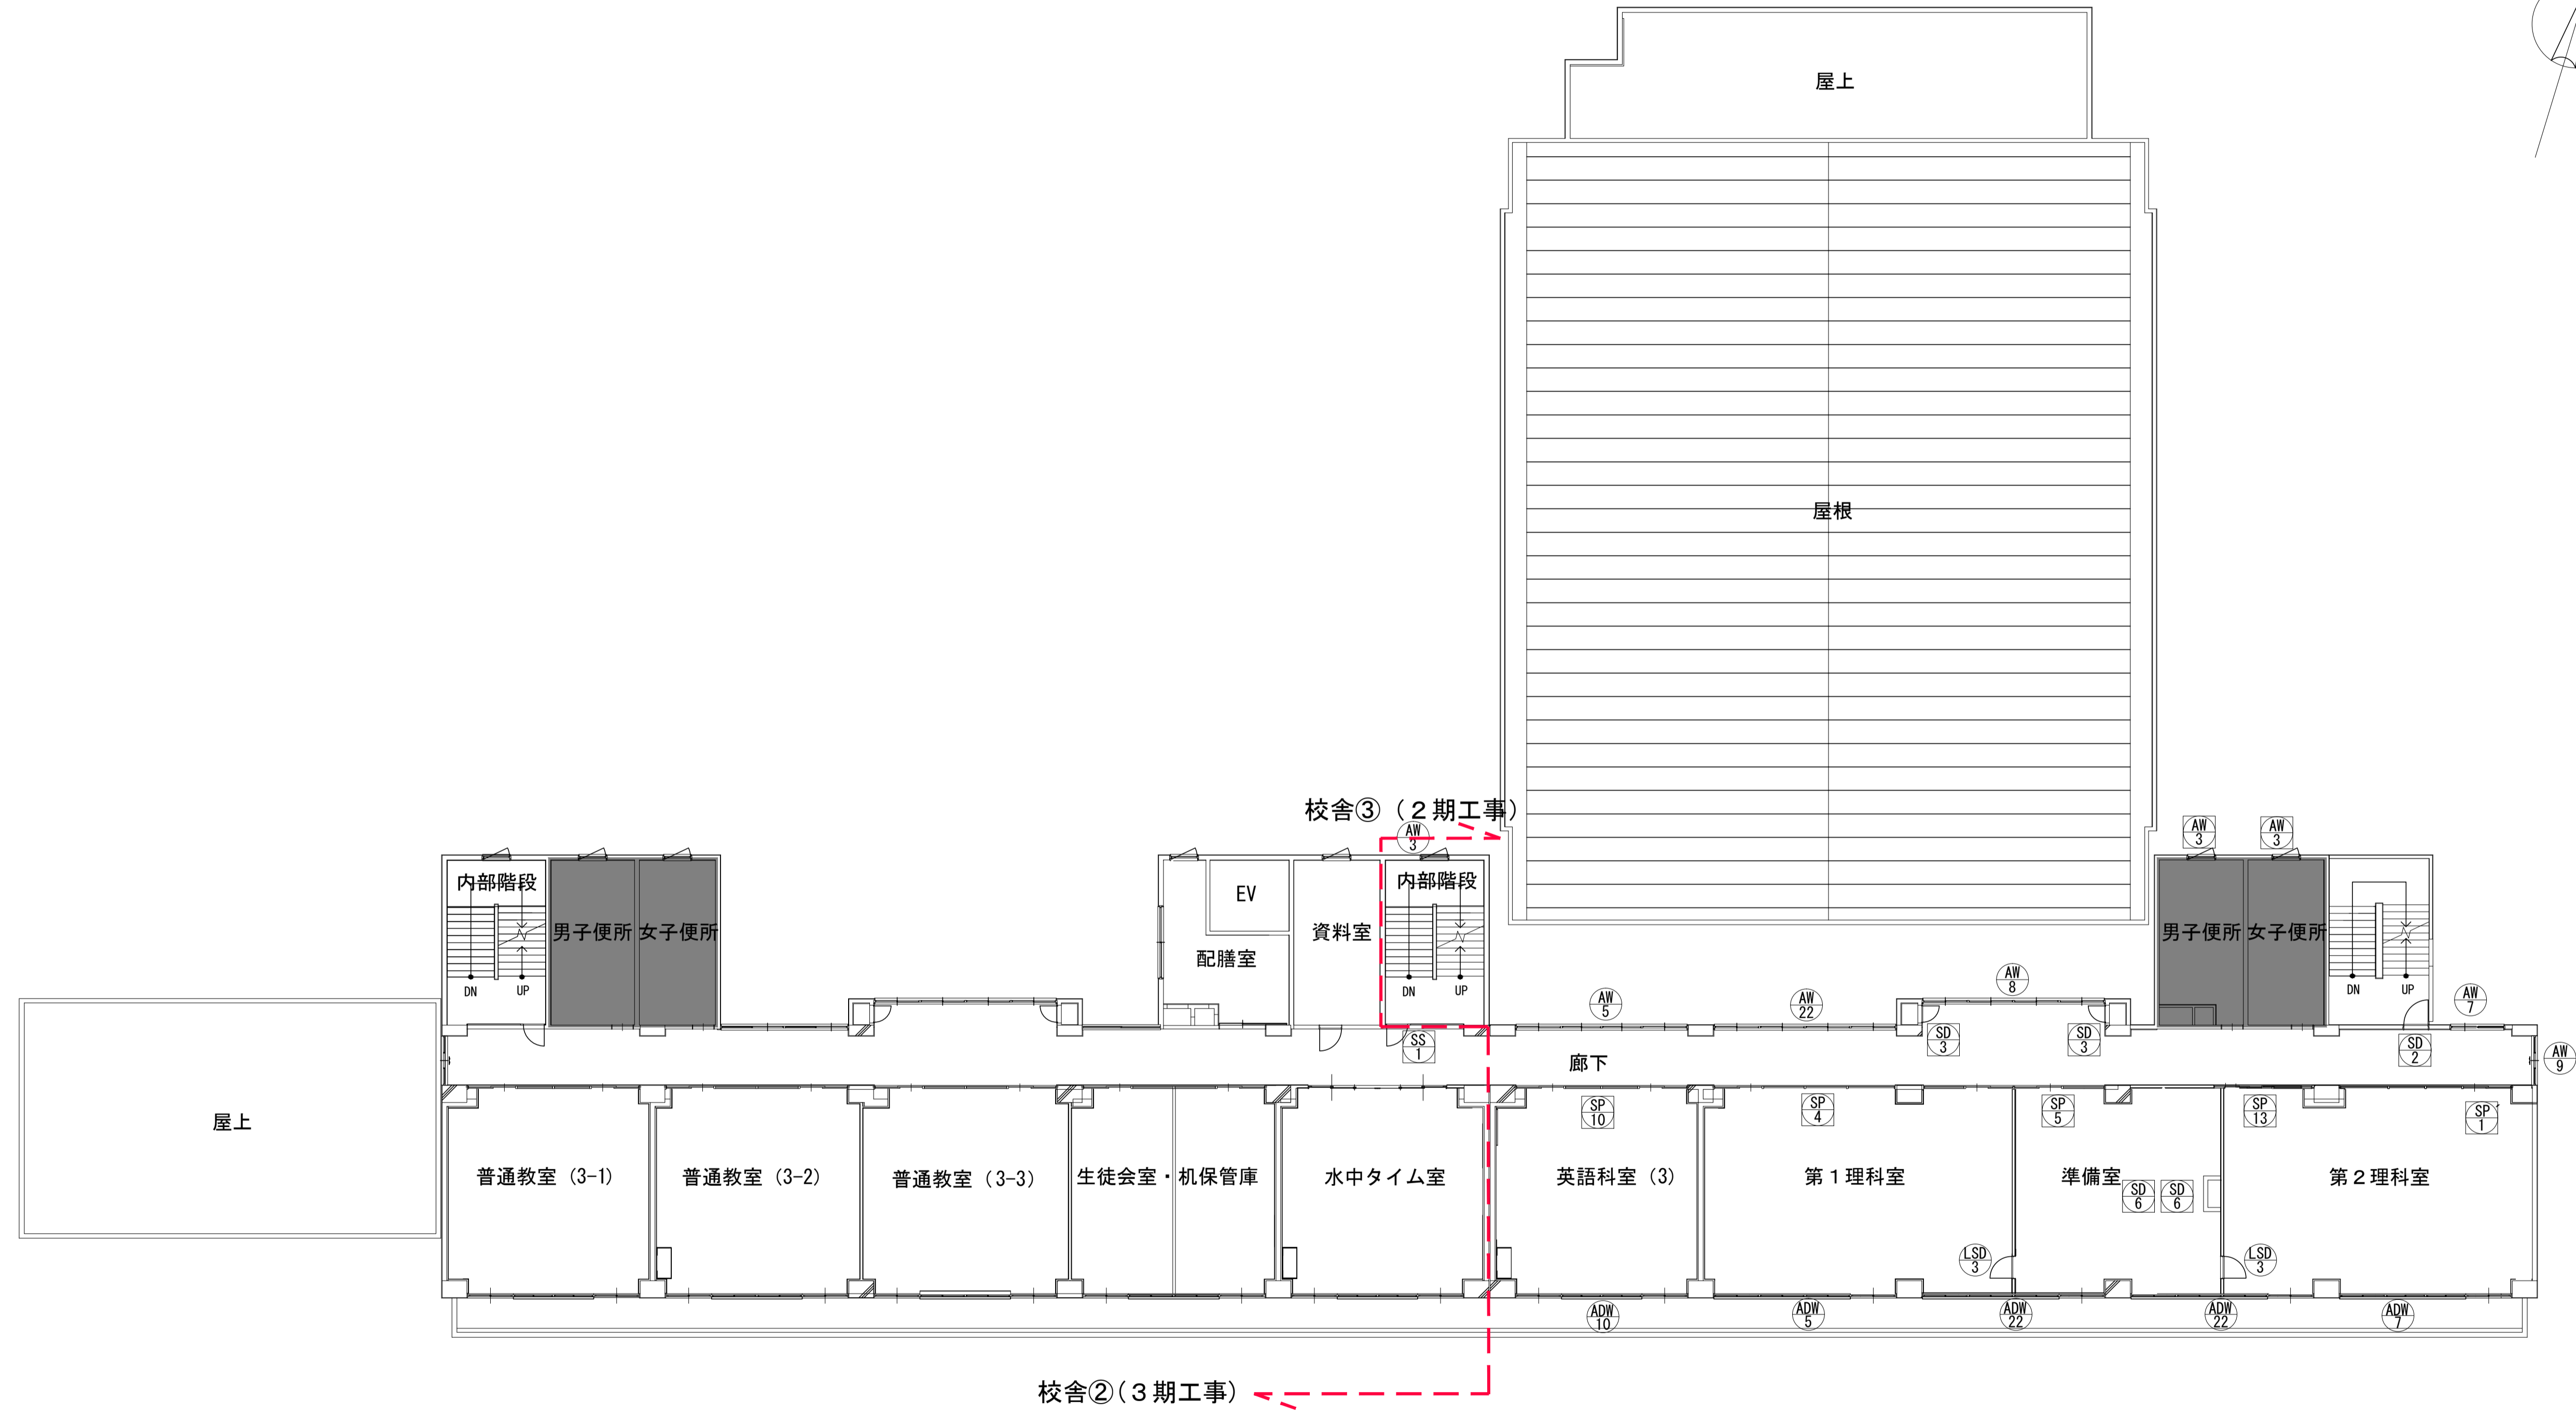 屋上
屋根
校舎③（２期工事）
AW
3
AW
3
AW
3
内部階段
EV
内部階段
男子便所
女子便所
資料室
男子便所
女子便所
配膳室
DN
UP
DN
UP
DN
UP
AW
5
AW
22
AW
8
AW
7
SS
1
SD
3
SD
3
SD
2
AW
9
廊下
屋上
SP
10
SP
4
SP
5
SP
13
SP
1
普通教室（3-1）
普通教室（3-2）
普通教室（3-3）
生徒会室・机保管庫
水中タイム室
英語科室（3）
第１理科室
準備室
第２理科室
SD
6
SD
6
LSD
3
LSD
3
ADW
10
ADW
5
ADW
22
ADW
22
ADW
7
校舎②（３期工事）